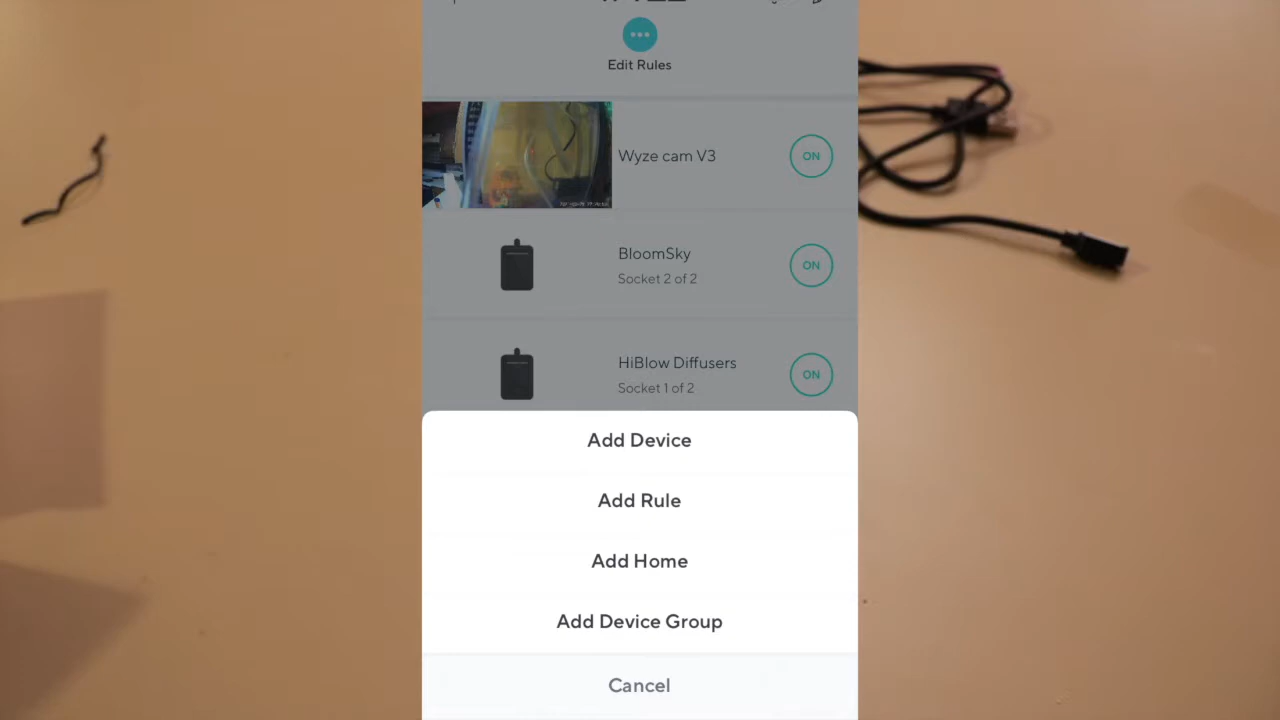 Edit Rules
Wyze cam V3
ON
BloomSky
Socket 2 of 2
ON
HiBlow Diffusers
Socket 1 of 2
ON
Add Device
Add Rule
Add Home
Add Device Group
Cancel